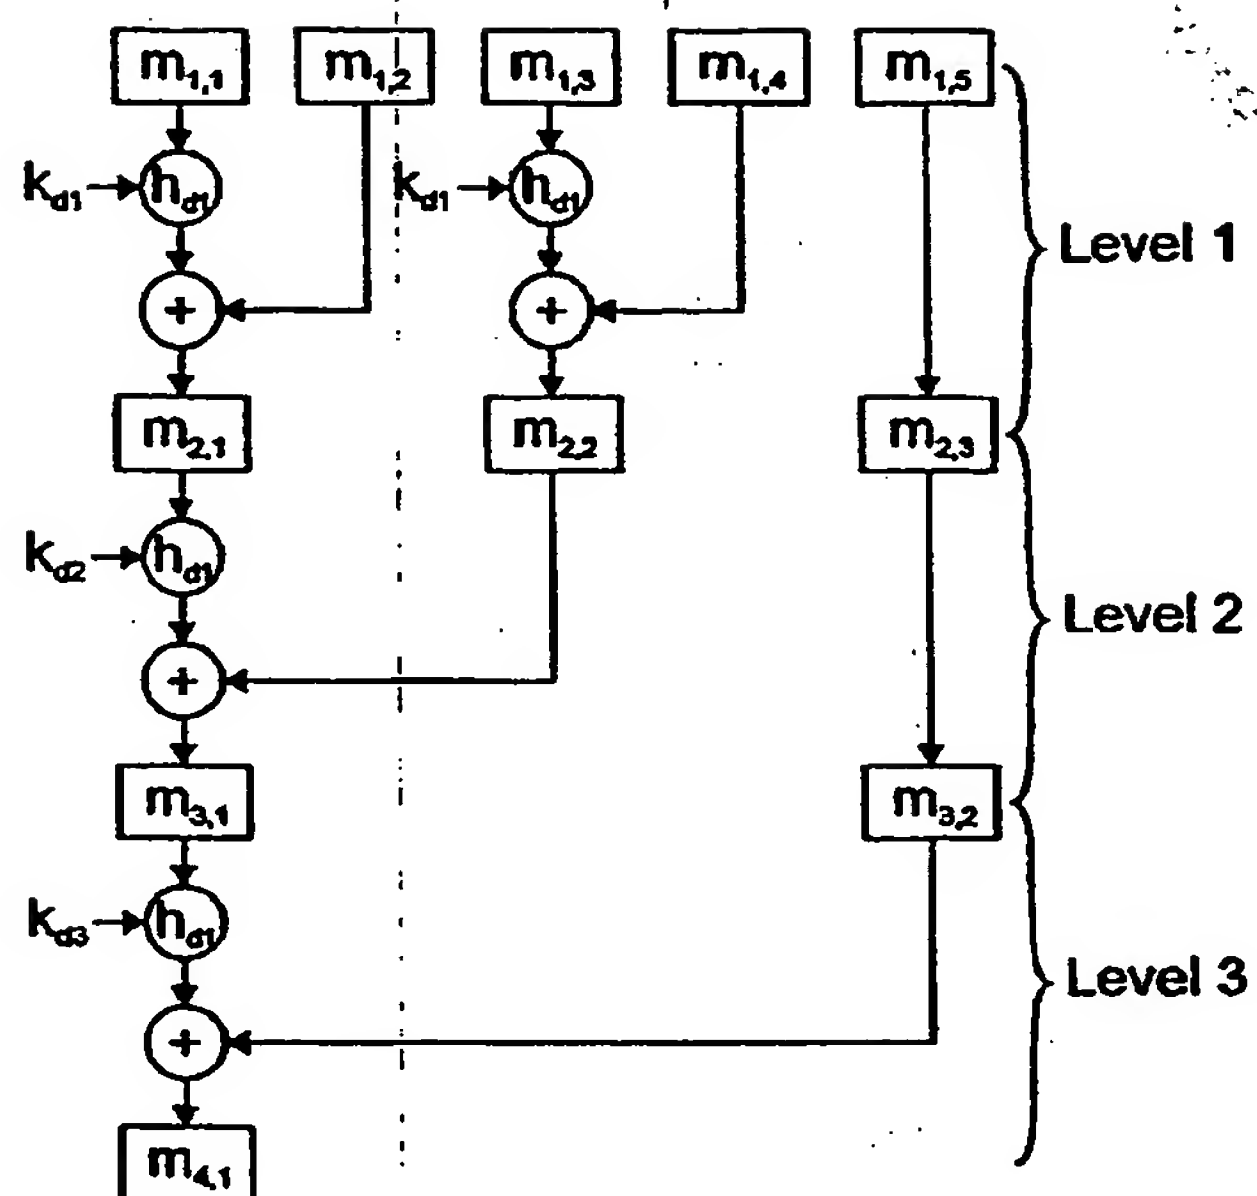 m1,1 m1,2 m1,3 m1,4 m1,5
kd1 hd1 kd1 hd1
Level 1
+ +
m2,1 m2,2 m2,3
kd2 hd1
Level 2
+
m3,1 m3,2
kd3 hd1
Level 3
+
m4,1